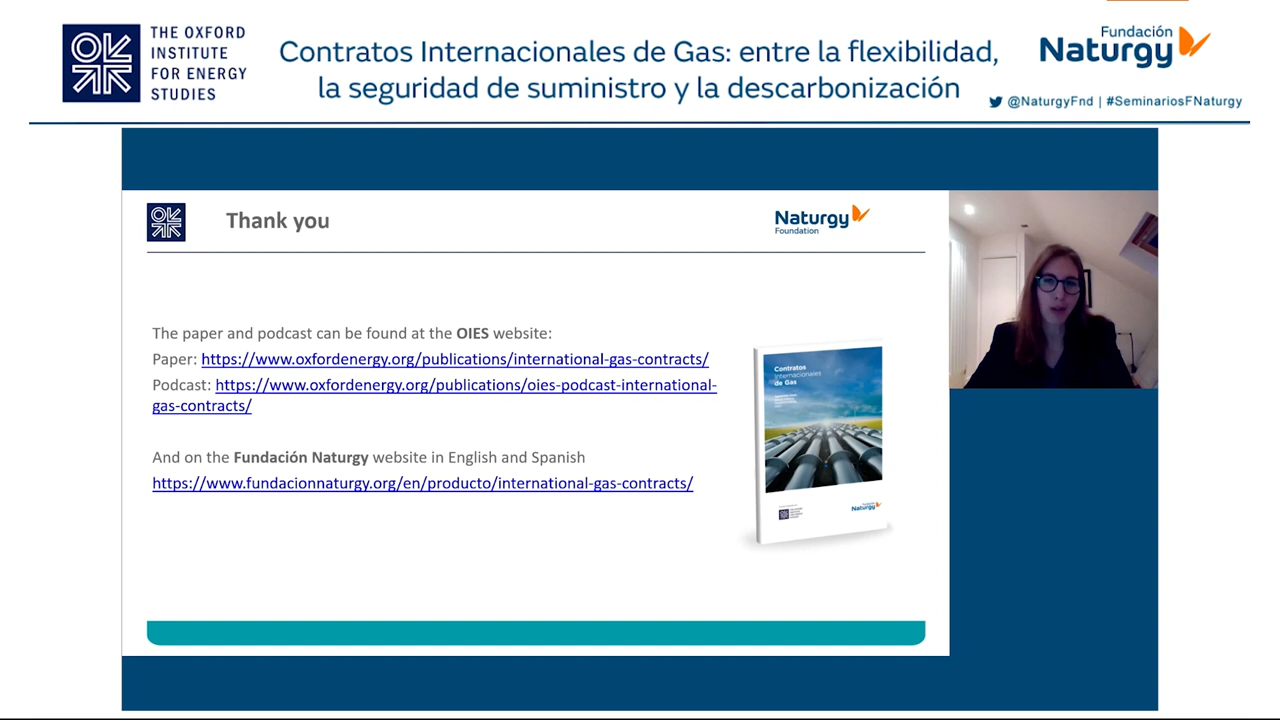 THE OXFORD
INSTITUTE
FOR ENERGY
STUDIES
Contratos Internacionales de Gas: entre la flexibilidad,
la seguridad de suministro y la descarbonización
Fundación
Naturgy
@NaturgyFnd | #SeminariosFNaturgy
Thank you
Naturgy
Foundation
The paper and podcast can be found at the OIES website:
Paper: https://www.oxfordenergy.org/publications/international-gas-contracts/
Podcast: https://www.oxfordenergy.org/publications/oies-podcast-international-
gas-contracts/
And on the Fundación Naturgy website in English and Spanish
https://www.fundacionnaturgy.org/en/producto/international-gas-contracts/
Contratos
Internacionales
de Gas
Naturgy